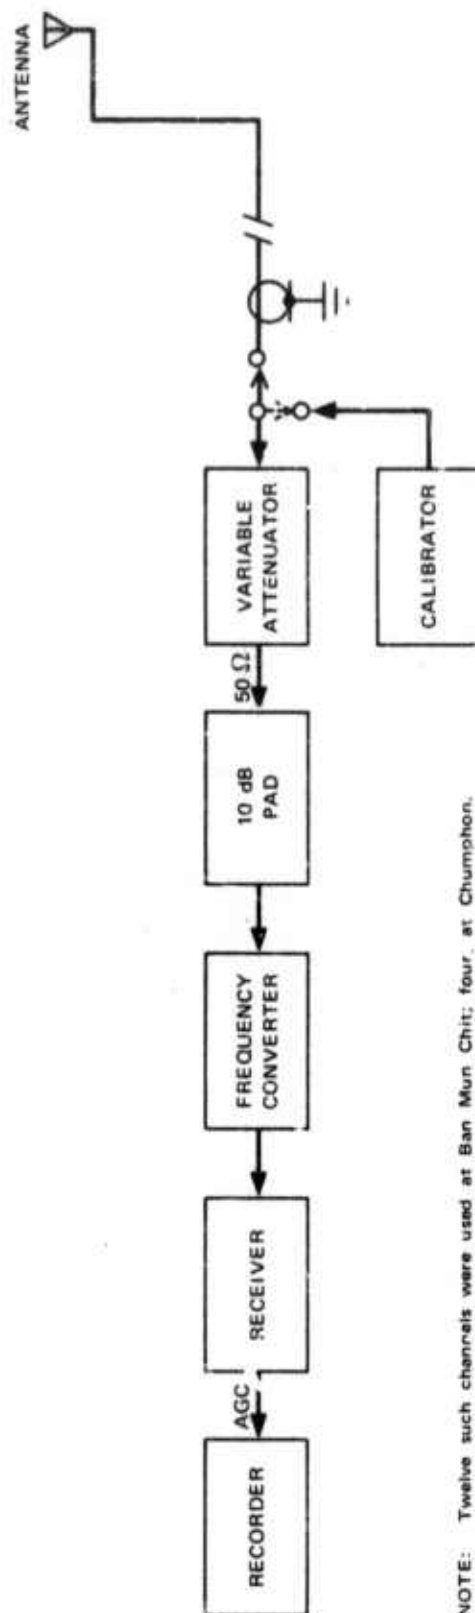 ANTENNA
VARIABLE
ATTENUATOR
CALIBRATOR
50 Ω
10 dB
PAD
FREQUENCY
CONVERTER
RECEIVER
AGC
RECORDER
NOTE: Twelve such channels were used at Ban Mun Chit; four, at Chumphon.